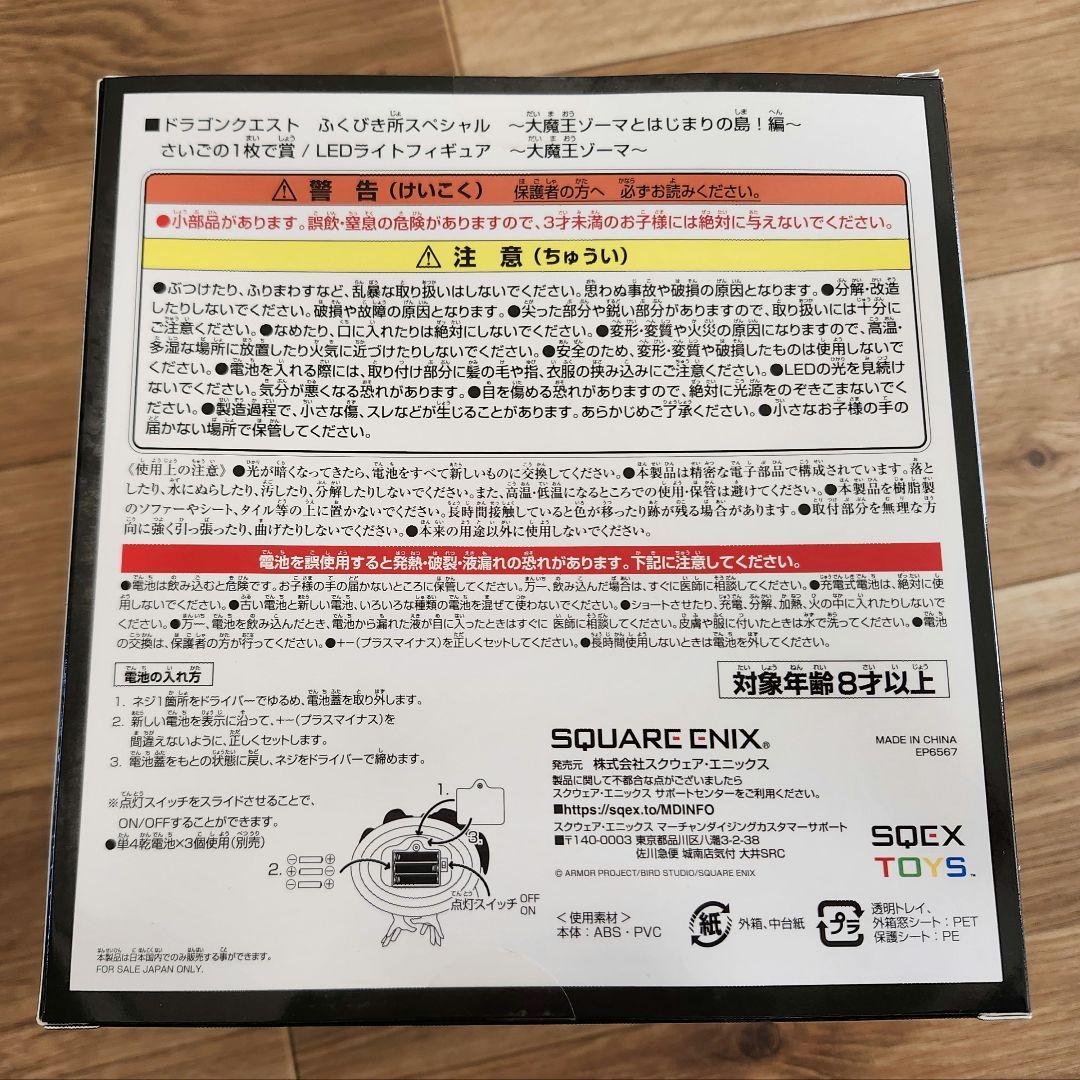 ■ドラゴンクエスト ふくびき所スペシャル ～大魔王ゾーマとはじまりの島！編～
さいごの1枚で賞 / LEDライトフィギュア ～大魔王ゾーマ～
⚠ 警 告 (けいこく) 保護者の方へ 必ずお読みください。
●小部品があります。誤飲・窒息の危険がありますので、3才未満のお子様には絶対に与えないでください。
⚠ 注 意 (ちゅうい)
●ぶつけたり、ふりまわすなど、乱暴な取り扱いはしないでください。思わぬ事故や破損の原因となります。●分解・改造
したりしないでください。破損や故障の原因となります。●尖った部分や鋭い部分がありますので、取り扱いには十分に
ご注意ください。●なめたり、口に入れたりは絶対にしないでください。●変形・変質や火災の原因になりますので、高温・
多湿な場所に放置したり火気に近づけたりしないでください。●安全のため、変形・変質や破損したものは使用しないで
ください。●電池を入れる際には、取り付け部分に髪の毛や指、衣服の挟み込みにご注意ください。●LEDの光を見続け
ないでください。気分が悪くなる恐れがあります。●目を傷める恐れがありますので、絶対に光源をのぞきこまないでくだ
さい。●製造過程で、小さな傷、スレなどが生じることがあります。あらかじめご了承ください。●小さなお子様の手の
届かない場所で保管してください。
《使用上の注意》●光が暗くなってきたら、電池をすべて新しいものに交換してください。●本製品は精密な電子部品で構成されています。落と
したり、水にぬらしたり、汚したり、分解したりしないでください。また、高温・低温になるところでの使用・保管は避けてください。●本製品を樹脂製
のソファーやシート、タイル等の上に置かないでください。長時間接触していると色が移ったり跡が残る場合があります。●取付部分を無理な方
向に強く引っ張ったり、曲げたりしないでください。●本来の用途以外に使用しないでください。
電池を誤使用すると発熱・破裂・液漏れの恐れがあります。下記に注意してください。
●電池は飲み込むと危険です。お子様の手の届かないところに保管してください。万一、飲み込んだ場合は、すぐに医師に相談してください。●充電式電池は、絶対に使
用しないでください。●古い電池と新しい電池、いろいろな種類の電池を混ぜて使わないでください。●ショートさせたり、充電、分解、加熱、火の中に入れたりしないで
ください。●万一、電池を飲み込んだとき、電池から漏れた液が目に入ったときはすぐに医師に相談してください。皮膚や服に付いたときは水で洗ってください。●電池
の交換は、保護者の方が行ってください。●+−(プラスマイナス)を正しくセットしてください。●長時間使用しないときは電池を外してください。
電池の入れ方
対象年齢8才以上
1. ネジ1箇所をドライバーでゆるめ、電池蓋を取り外します。
2. 新しい電池を表示に沿って、+−(プラスマイナス)を
間違えないように、正しくセットします。
3. 電池蓋をもとの状態に戻し、ネジをドライバーで締めます。
※点灯スイッチをスライドさせることで、
ON/OFFすることができます。
●単4乾電池×3個使用(別売)
1.
2.
3.
点灯スイッチ OFF
ON
本製品は日本国内でのみ販売する事ができます。
FOR SALE JAPAN ONLY.
SQUARE ENIX®
MADE IN CHINA
EP6567
発売元 株式会社スクウェア・エニックス
製品に関して不都合な点がございましたら
スクウェア・エニックス サポートセンターをご利用ください。
■https://sqex.to/MDINFO
スクウェア・エニックス マーチャンダイジングカスタマーサポート
■〒140-0003 東京都品川区八潮3-2-38
佐川急便 城南店気付 大井SRC
© ARMOR PROJECT/BIRD STUDIO/SQUARE ENIX
SQEX
TOYS™
＜使用素材＞
本体：ABS・PVC
紙 外箱、中台紙
プラ 透明トレイ、
外箱窓シート：PET
保護シート：PE